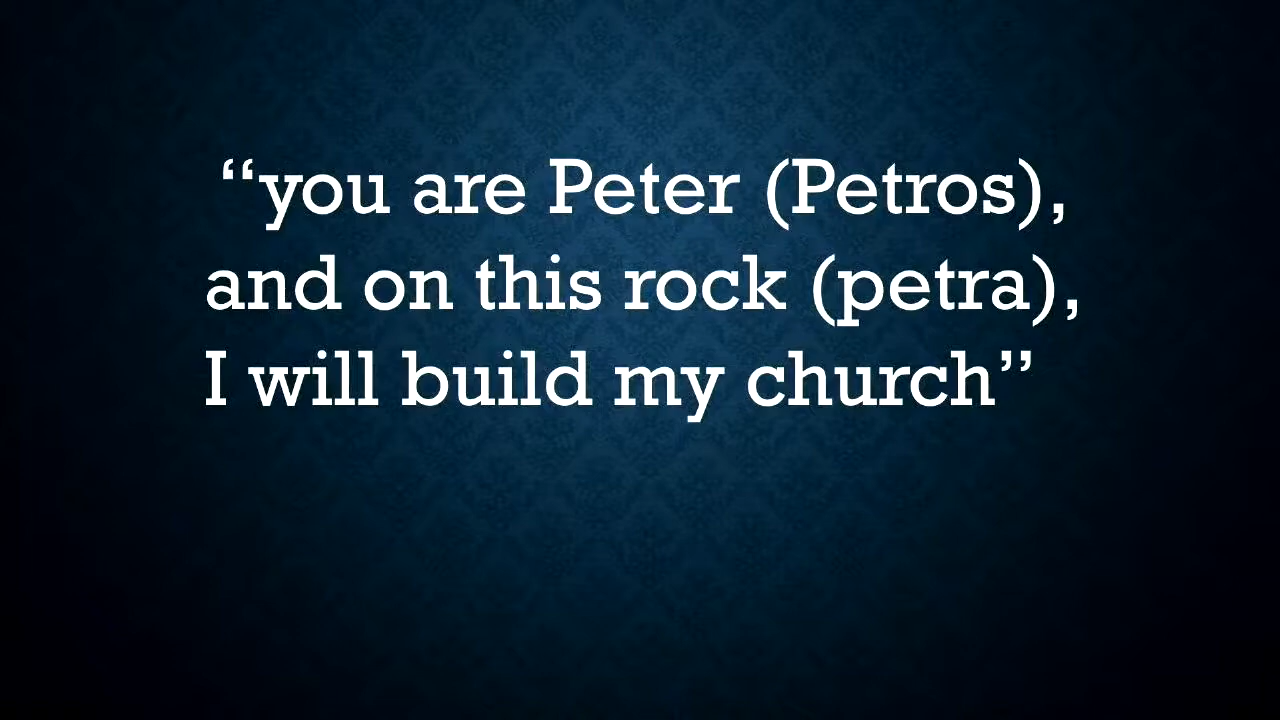 “you are Peter (Petros),
and on this rock (petra),
I will build my church”